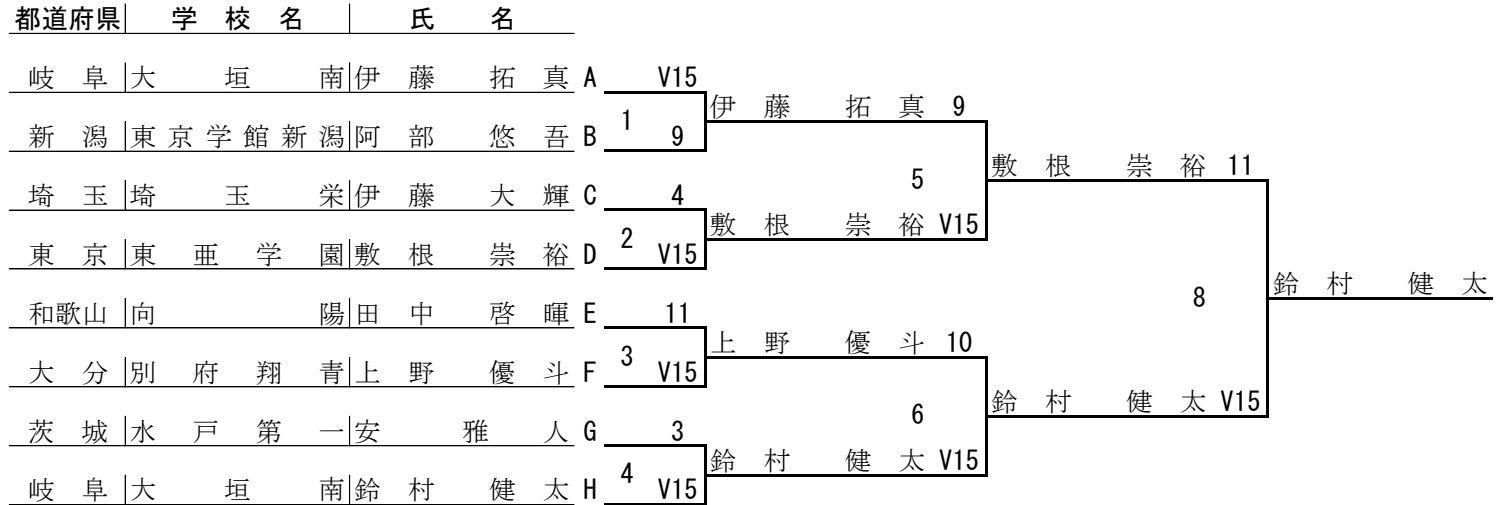 都道府県 学校名 氏名
岐阜 大垣南 伊藤拓真 A V15
伊藤拓真 9
1
新潟 東京学館新潟 阿部悠吾 B 9
敷根崇裕 11
5
埼玉 埼玉栄 伊藤大輝 C 4
敷根崇裕 V15
2
東京 東亜学園 敷根崇裕 D V15
鈴村健太
8
和歌山 向陽 田中啓暉 E 11
上野優斗 10
3
大分 別府翔青 上野優斗 F V15
鈴村健太 V15
6
茨城 水戸第一 安雅人 G 3
鈴村健太 V15
4
岐阜 大垣南 鈴村健太 H V15